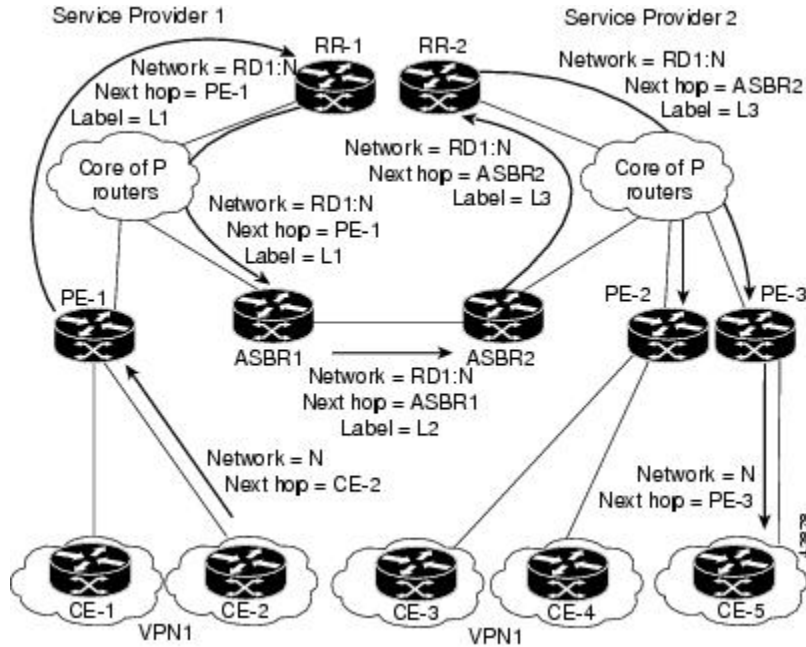 Service Provider 1
Service Provider 2
RR-1
RR-2
Network = RD1:N
Next hop = PE-1
Label = L1
Network = RD1:N
Next hop = ASBR2
Label = L3
Core of P
routers
Network = RD1:N
Next hop = ASBR2
Label = L3
Core of P
routers
Network = RD1:N
Next hop = PE-1
Label = L1
PE-1
PE-2
PE-3
ASBR1
ASBR2
Network = RD1:N
Next hop = ASBR1
Label = L2
Network = N
Next hop = CE-2
Network = N
Next hop = PE-3
CE-1
CE-2
CE-3
CE-4
CE-5
VPN1
VPN1